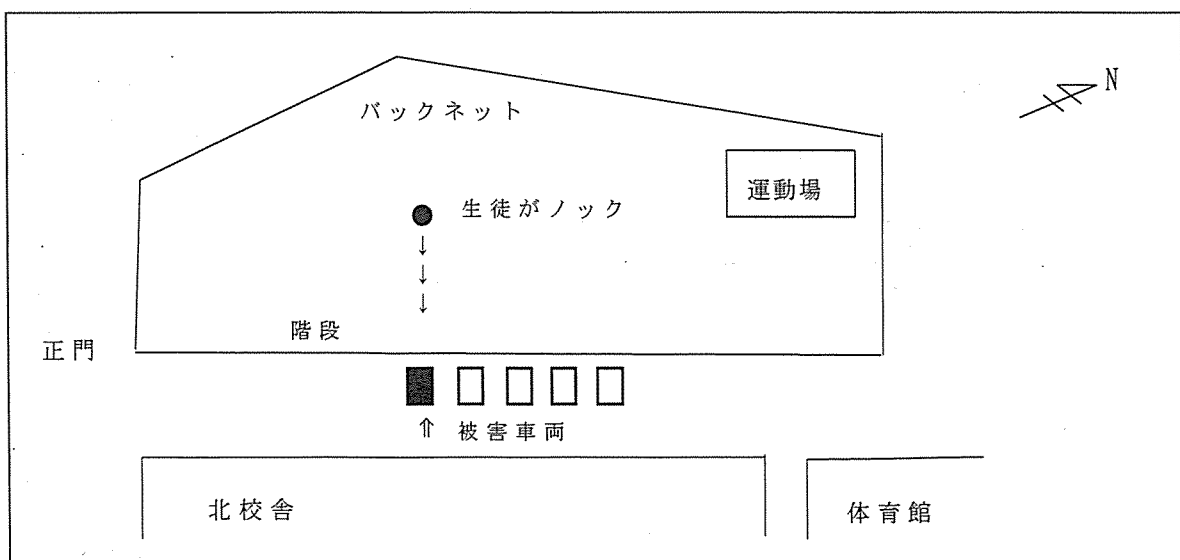 N
バックネット
運動場
生徒がノック
↓
↓
↓
階段
正門
⇑ 被害車両
北校舎
体育館